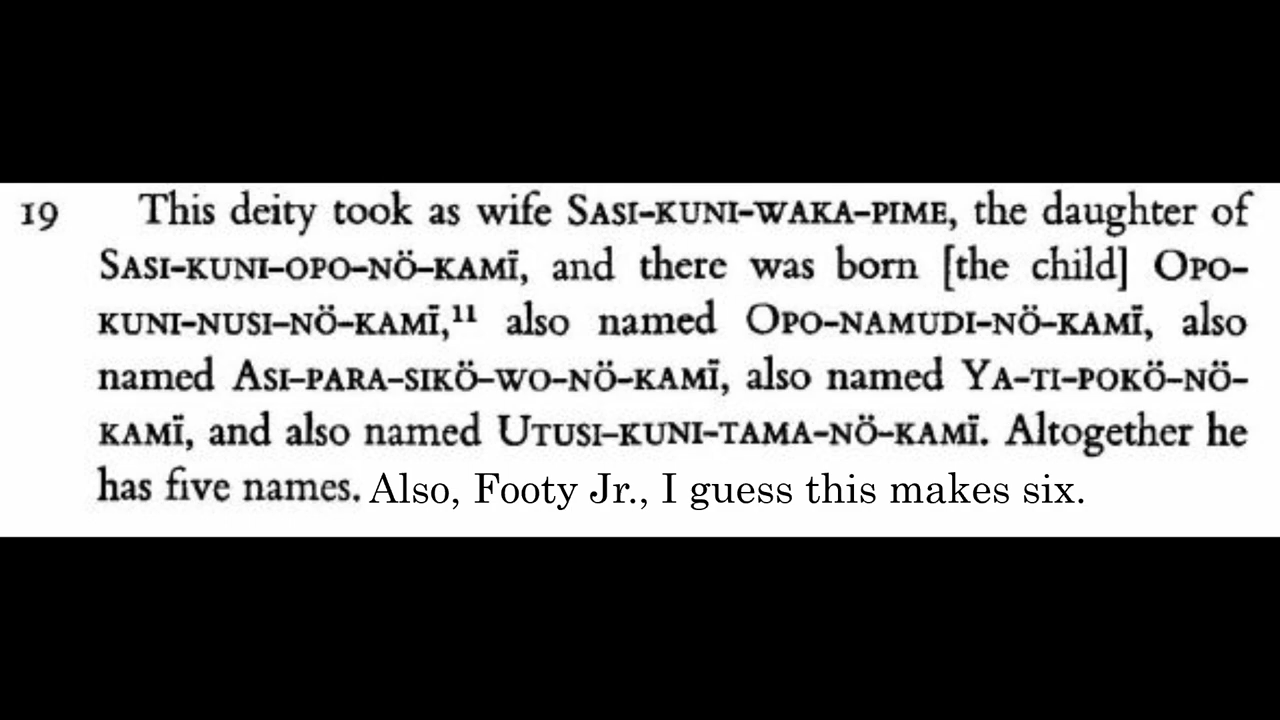 19 This deity took as wife SASI-KUNI-WAKA-PIME, the daughter of
SASI-KUNI-OPO-NÖ-KAMÏ, and there was born [the child] OPO-
KUNI-NUSI-NÖ-KAMÏ,¹¹ also named OPO-NAMUDI-NÖ-KAMÏ, also
named ASI-PARA-SIKÖ-WO-NÖ-KAMÏ, also named YA-TI-POKÖ-NÖ-
KAMÏ, and also named UTUSI-KUNI-TAMA-NÖ-KAMÏ. Altogether he
has five names. Also, Footy Jr., I guess this makes six.